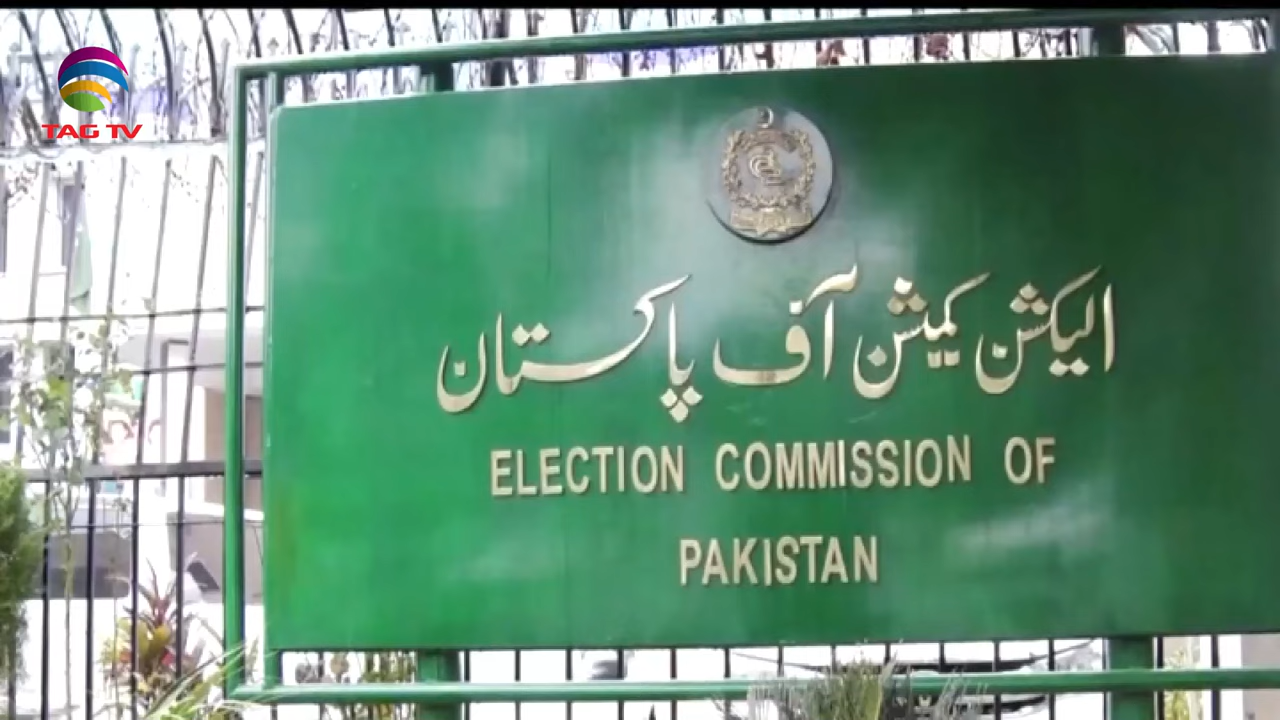 TAG TV
الیکشن کمیشن آف پاکستان
ELECTION COMMISSION OF
PAKISTAN